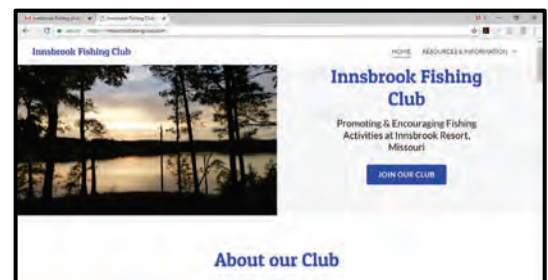 Innsbrook Fishing Club
HOME RESOURCES & INFORMATION
Innsbrook Fishing
Club
Promoting & Encouraging Fishing
Activities at Innsbrook Resort,
Missouri
JOIN OUR CLUB
About our Club